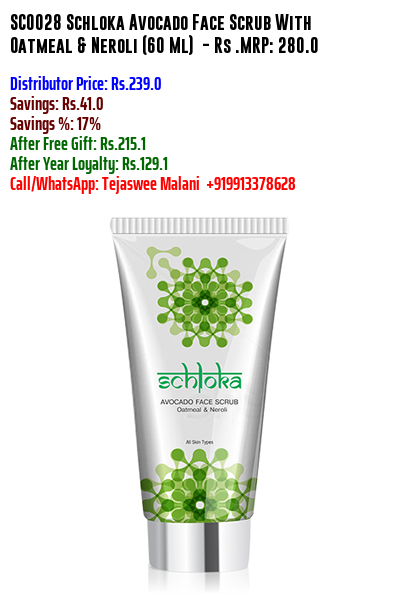 SCO028 Schloka Avocado Face Scrub With
Oatmeal & Neroli (60 Ml)  - Rs .MRP: 280.0
Distributor Price: Rs.239.0
Savings: Rs.41.0
Savings %: 17%
After Free Gift: Rs.215.1
After Year Loyalty: Rs.129.1
Call/WhatsApp: Tejaswee Malani  +919913378628
schloka
AVOCADO FACE SCRUB
Oatmeal & Neroli
All Skin Types